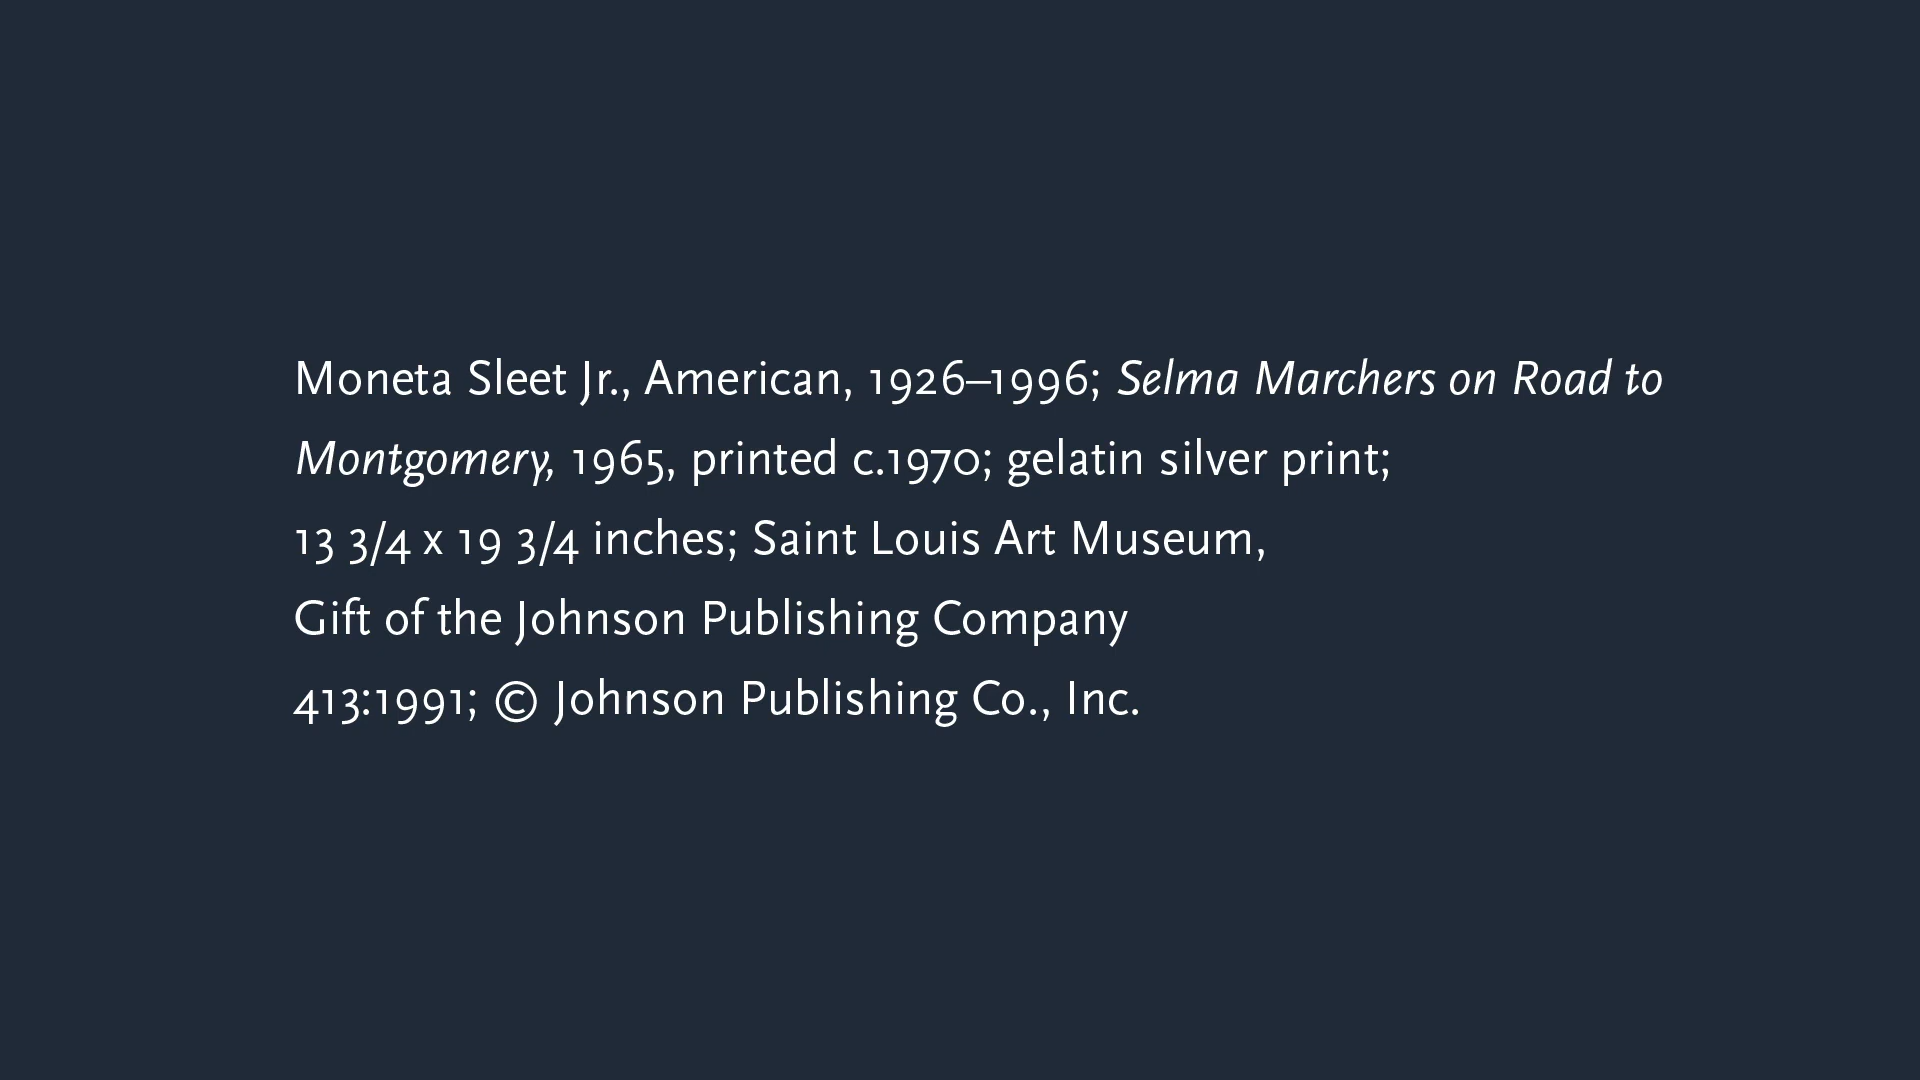 Moneta Sleet Jr., American, 1926–1996; Selma Marchers on Road to
Montgomery, 1965, printed c.1970; gelatin silver print;
13 3/4 x 19 3/4 inches; Saint Louis Art Museum,
Gift of the Johnson Publishing Company
413:1991; © Johnson Publishing Co., Inc.